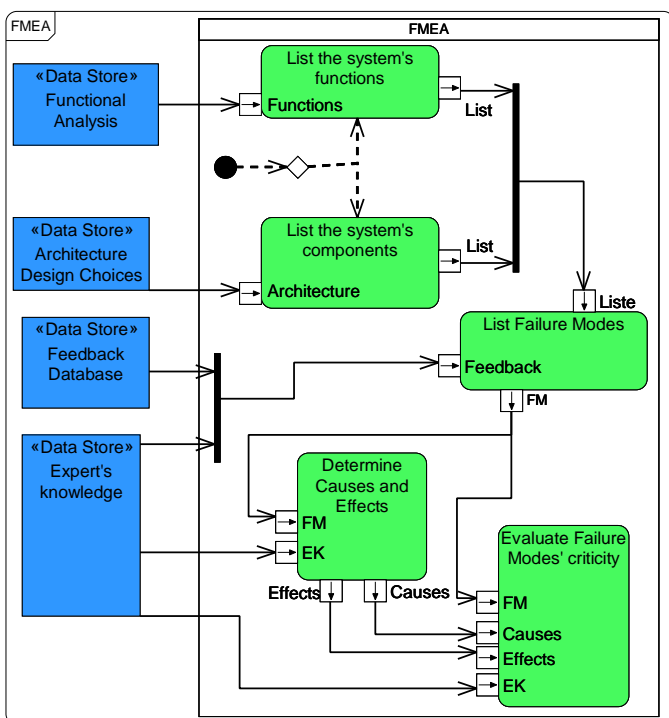 FMEA
FMEA
«Data Store»
Functional
Analysis
List the system's
functions
Functions
List
«Data Store»
Architecture
Design Choices
List the system's
components
Architecture
List
Liste
List Failure Modes
Feedback
FM
«Data Store»
Feedback
Database
«Data Store»
Expert's
knowledge
Determine
Causes and
Effects
FM
EK
Effects
Causes
Evaluate Failure
Modes' criticity
FM
Causes
Effects
EK